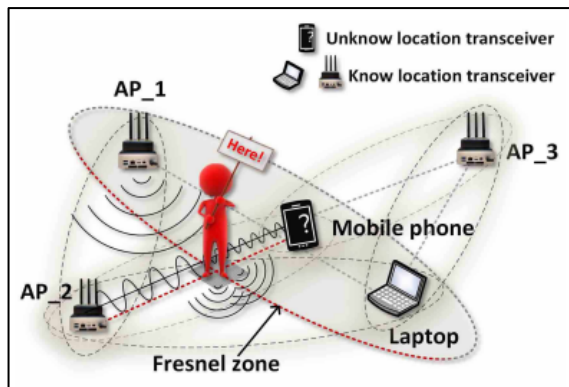 ? Unknow location transceiver
Know location transceiver
AP_1
Here!
AP_3
?
Mobile phone
AP_2
Laptop
Fresnel zone